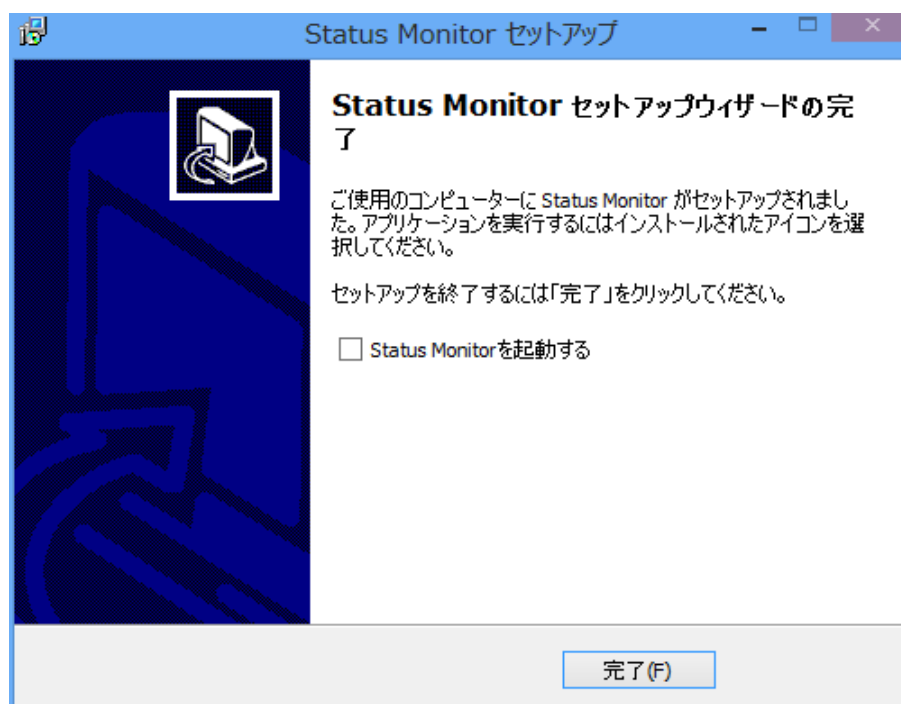 Status Monitor セットアップ
Status Monitor セットアップウィザードの完
了
ご使用のコンピューターに Status Monitor がセットアップされまし
た。アプリケーションを実行するにはインストールされたアイコンを選
択してください。
セットアップを終了するには「完了」をクリックしてください。
Status Monitorを起動する
完了(F)